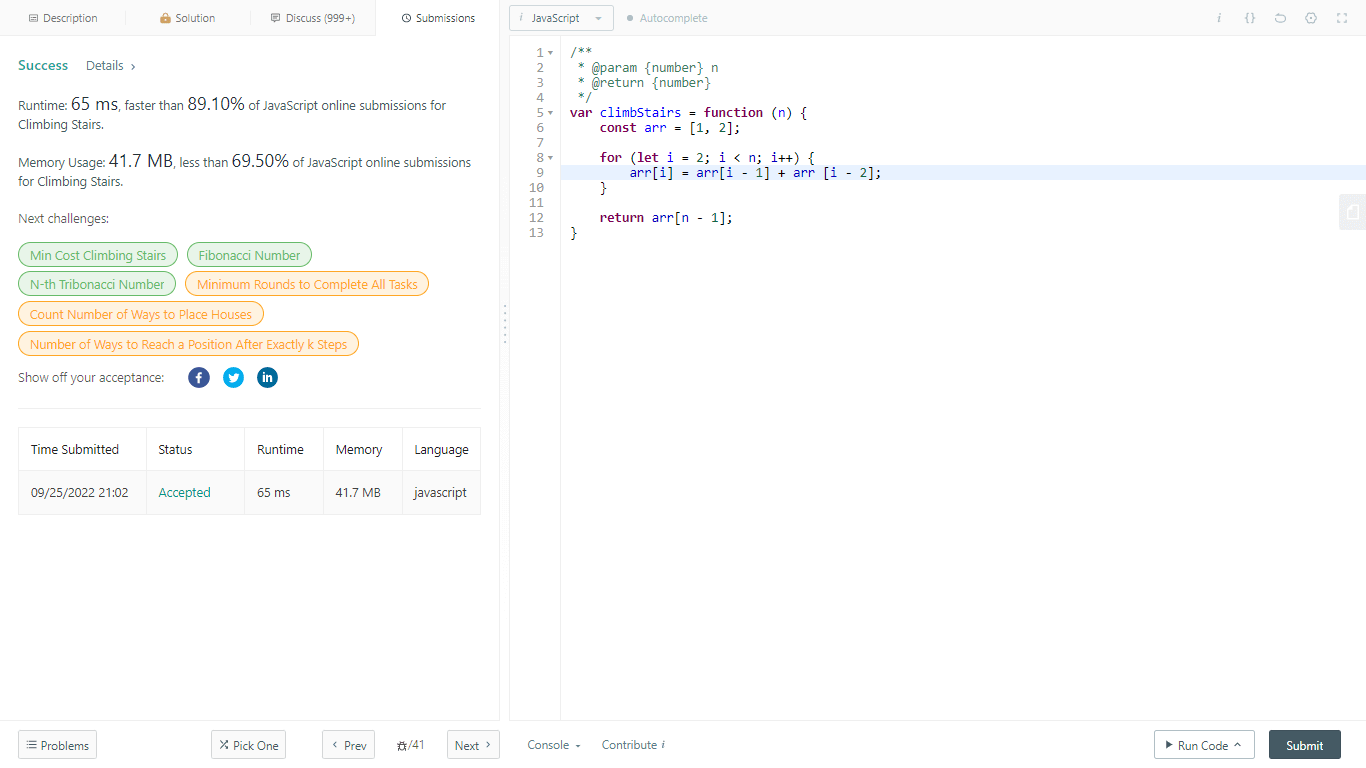 Description
Solution
Discuss (999+)
Submissions
Success
Details ›
Runtime: 65 ms, faster than 89.10% of JavaScript online submissions for
Climbing Stairs.
Memory Usage: 41.7 MB, less than 69.50% of JavaScript online submissions
for Climbing Stairs.
Next challenges:
Min Cost Climbing Stairs
Fibonacci Number
N-th Tribonacci Number
Minimum Rounds to Complete All Tasks
Count Number of Ways to Place Houses
Number of Ways to Reach a Position After Exactly k Steps
Show off your acceptance:
f
in
Time Submitted Status Runtime Memory Language
09/25/2022 21:02 Accepted 65 ms 41.7 MB javascript
Problems
Pick One
‹ Prev
/41
Next ›
i JavaScript
Autocomplete
i {}
1 /**
2  * @param {number} n
3  * @return {number}
4  */
5 var climbStairs = function (n) {
6     const arr = [1, 2];
7
8     for (let i = 2; i < n; i++) {
9         arr[i] = arr[i - 1] + arr [i - 2];
10     }
11
12     return arr[n - 1];
13 }
Console
Contribute i
Run Code
Submit